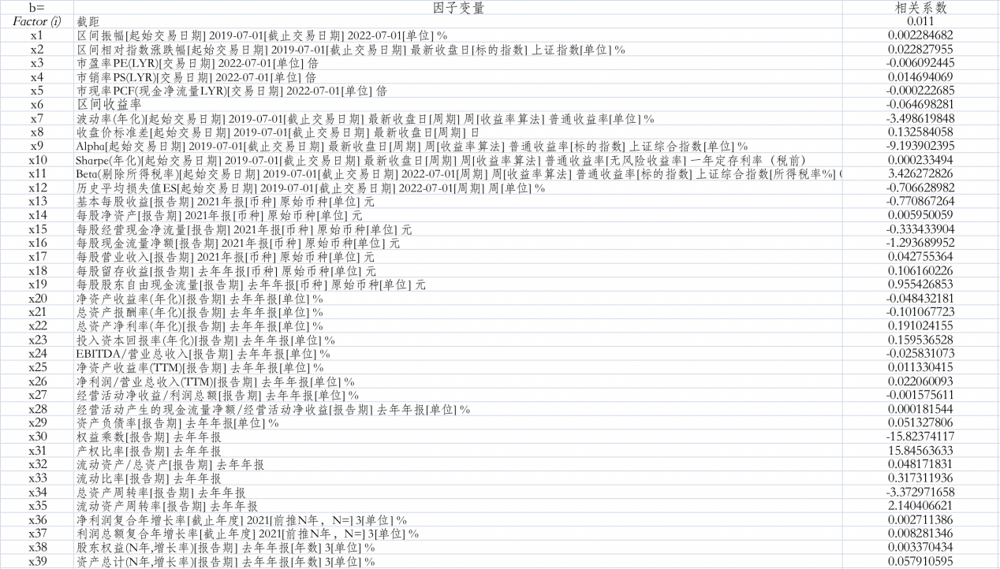 b= 因子变量 相关系数
Factor (i) 截距 0.011
x1 区间振幅[起始交易日期] 2019-07-01[截止交易日期] 2022-07-01[单位] % 0.002284682
x2 区间相对指数涨跌幅[起始交易日期] 2019-07-01[截止交易日期] 最新收盘日[标的指数] 上证指数[单位] % 0.022827955
x3 市盈率PE(LYR)[交易日期] 2022-07-01[单位] 倍 -0.006092445
x4 市销率PS(LYR)[交易日期] 2022-07-01[单位] 倍 0.014694069
x5 市现率PCF(现金净流量LYR)[交易日期] 2022-07-01[单位] 倍 -0.000222685
x6 区间收益率 -0.064698281
x7 波动率(年化)[起始交易日期] 2019-07-01[截止交易日期] 最新收盘日[周期] 周[收益率算法] 普通收益率[单位] % -3.498619848
x8 收盘价标准差[起始交易日期] 2019-07-01[截止交易日期] 最新收盘日[周期] 日 0.132584058
x9 Alpha[起始交易日期] 2019-07-01[截止交易日期] 最新收盘日[周期] 周[收益率算法] 普通收益率[标的指数] 上证综合指数[单位] % -9.193902395
x10 Sharpe(年化)[起始交易日期] 2019-07-01[截止交易日期] 最新收盘日[周期] 周[收益率算法] 普通收益率[无风险收益率] 一年定存利率（税前） 0.000233494
x11 Beta(剔除所得税率)[起始交易日期] 2019-07-01[截止交易日期] 2022-07-01[周期] 周[收益率算法] 普通收益率[标的指数] 上证综合指数[所得税率%] 3.426272826
x12 历史平均损失值ES[起始交易日期] 2019-07-01[截止交易日期] 2022-07-01[周期] 周[单位] % -0.706628982
x13 基本每股收益[报告期] 2021年报[币种] 原始币种[单位] 元 -0.770867264
x14 每股净资产[报告期] 2021年报[币种] 原始币种[单位] 元 0.005950059
x15 每股经营现金净流量[报告期] 2021年报[币种] 原始币种[单位] 元 -0.333433904
x16 每股现金流量净额[报告期] 2021年报[币种] 原始币种[单位] 元 -1.293689952
x17 每股营业收入[报告期] 2021年报[币种] 原始币种[单位] 元 0.042755364
x18 每股留存收益[报告期] 去年年报[币种] 原始币种[单位] 元 0.106160226
x19 每股股东自由现金流量[报告期] 去年年报[币种] 原始币种[单位] 元 0.955426853
x20 净资产收益率(年化)[报告期] 去年年报[单位] % -0.048432181
x21 总资产报酬率(年化)[报告期] 去年年报[单位] % -0.101067723
x22 总资产净利率(年化)[报告期] 去年年报[单位] % 0.191024155
x23 投入资本回报率(年化)[报告期] 去年年报[单位] % 0.159536528
x24 EBITDA/营业总收入[报告期] 去年年报[单位] % -0.025831073
x25 净资产收益率(TTM)[报告期] 去年年报[单位] % 0.011330415
x26 净利润/营业总收入(TTM)[报告期] 去年年报[单位] % 0.022060093
x27 经营活动净收益/利润总额[报告期] 去年年报[单位] % -0.001575611
x28 经营活动产生的现金流量净额/经营活动净收益[报告期] 去年年报[单位] % 0.000181544
x29 资产负债率[报告期] 去年年报[单位] % 0.051327806
x30 权益乘数[报告期] 去年年报 -15.82374117
x31 产权比率[报告期] 去年年报 15.84563633
x32 流动资产/总资产[报告期] 去年年报 0.048171831
x33 流动比率[报告期] 去年年报 0.317311936
x34 总资产周转率[报告期] 去年年报 -3.372971658
x35 流动资产周转率[报告期] 去年年报 2.140406621
x36 净利润复合年增长率[截止年度] 2021[前推N年，N=] 3[单位] % 0.002711386
x37 利润总额复合年增长率[截止年度] 2021[前推N年，N=] 3[单位] % 0.008281346
x38 股东权益(N年,增长率)[报告期] 去年年报[年数] 3[单位] % 0.003370434
x39 资产总计(N年,增长率)[报告期] 去年年报[年数] 3[单位] % 0.057910595